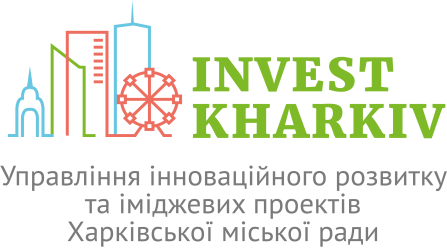 INVEST
KHARKIV
Управління інноваційного розвитку
та іміджевих проектів
Харківської міської ради